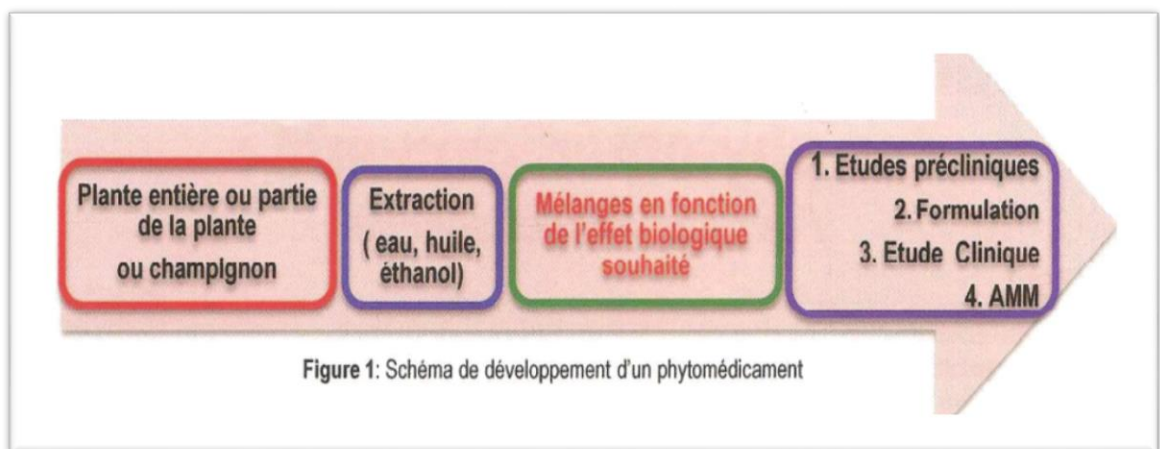 Plante entière ou partie
de la plante
ou champignon
Extraction
( eau, huile,
éthanol)
Mélanges en fonction
de l'effet biologique
souhaité
1. Etudes précliniques
2. Formulation
3. Etude Clinique
4. AMM
Figure 1: Schéma de développement d'un phytomédicament